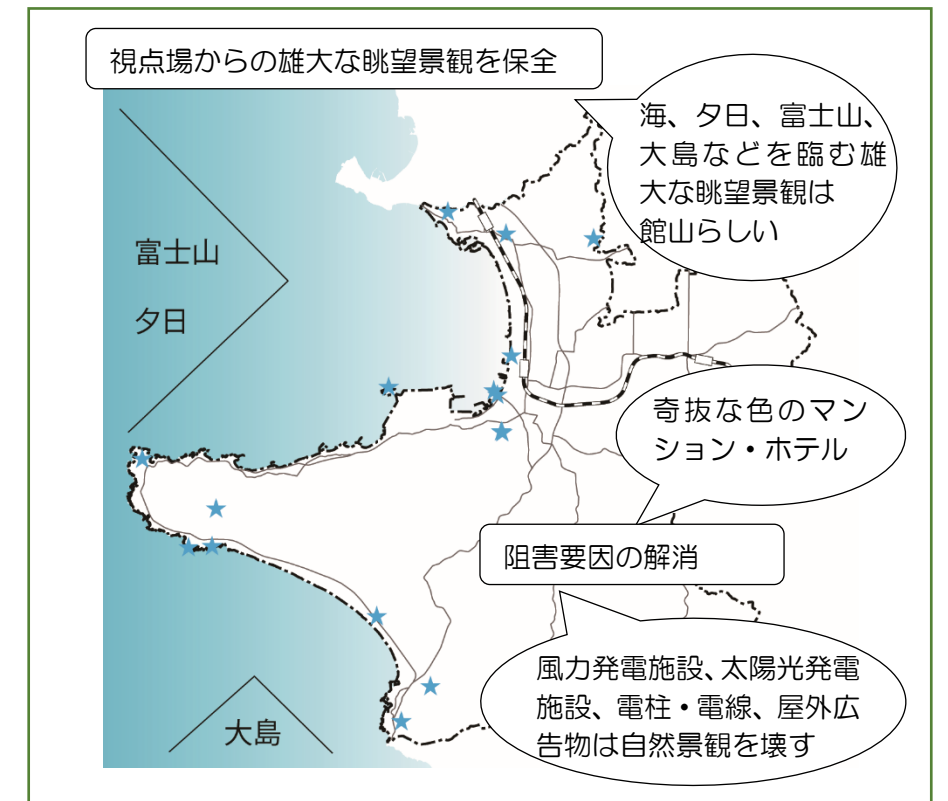 視点場からの雄大な眺望景観を保全
海、夕日、富士山、
大島などを臨む雄
大な眺望景観は
館山らしい
富士山
夕日
奇抜な色のマン
ション・ホテル
阻害要因の解消
風力発電施設、太陽光発電
施設、電柱・電線、屋外広
告物は自然景観を壊す
大島